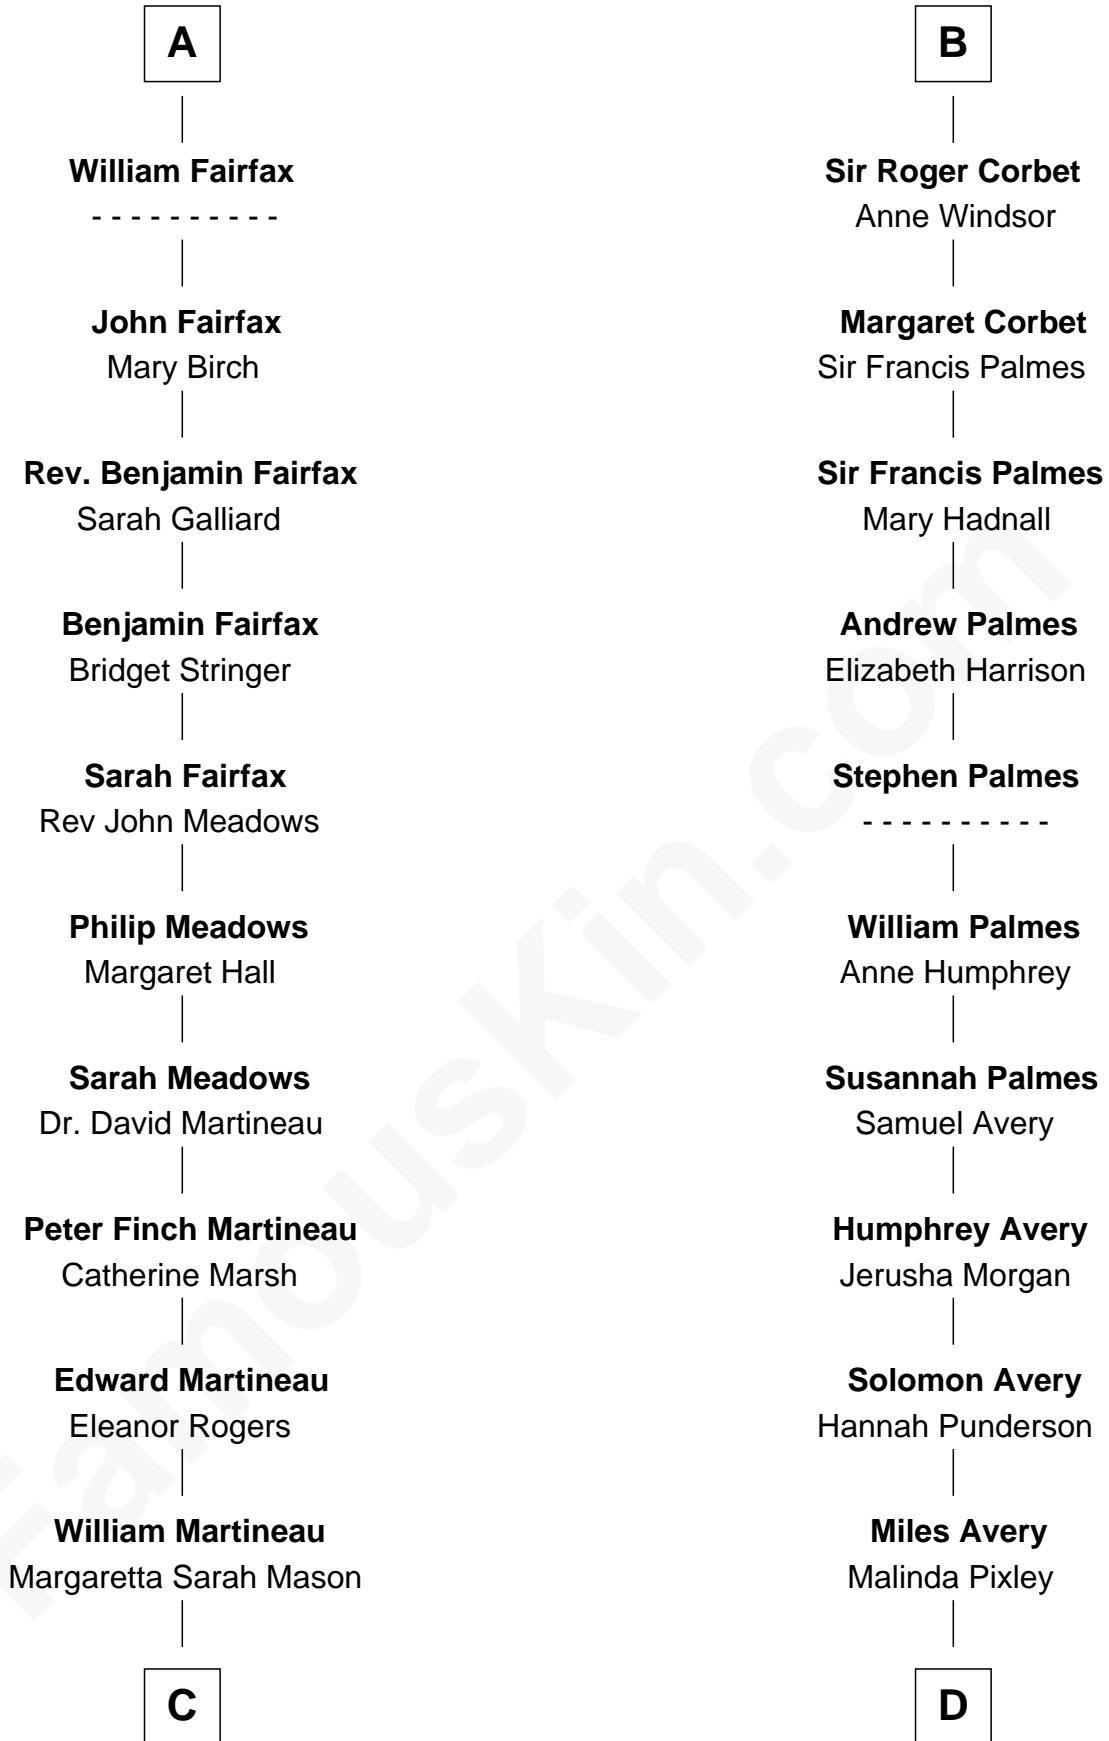 A
William Fairfax
- - - - - - - - - -
John Fairfax
Mary Birch
Rev. Benjamin Fairfax
Sarah Galliard
Benjamin Fairfax
Bridget Stringer
Sarah Fairfax
Rev John Meadows
Philip Meadows
Margaret Hall
Sarah Meadows
Dr. David Martineau
Peter Finch Martineau
Catherine Marsh
Edward Martineau
Eleanor Rogers
William Martineau
Margaretta Sarah Mason
C
B
Sir Roger Corbet
Anne Windsor
Margaret Corbet
Sir Francis Palmes
Sir Francis Palmes
Mary Hadnall
Andrew Palmes
Elizabeth Harrison
Stephen Palmes
- - - - - - - - - -
William Palmes
Anne Humphrey
Susannah Palmes
Samuel Avery
Humphrey Avery
Jerusha Morgan
Solomon Avery
Hannah Punderson
Miles Avery
Malinda Pixley
D
FamousKin.com